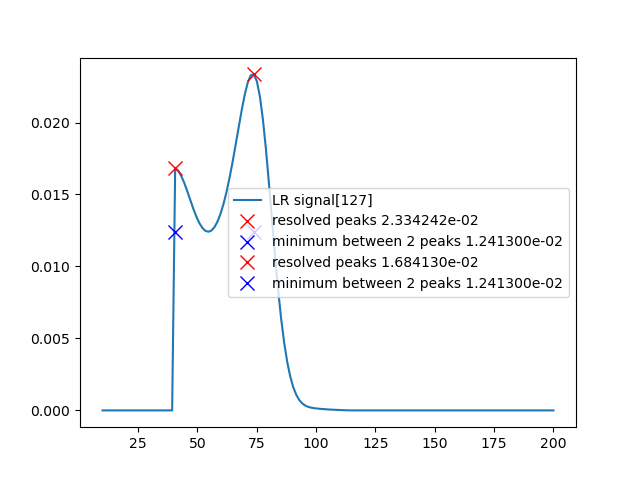 0.020
0.015
0.010
0.005
0.000
LR signal[127]
resolved peaks 2.334242e-02
minimum between 2 peaks 1.241300e-02
resolved peaks 1.684130e-02
minimum between 2 peaks 1.241300e-02
25 50 75 100 125 150 175 200